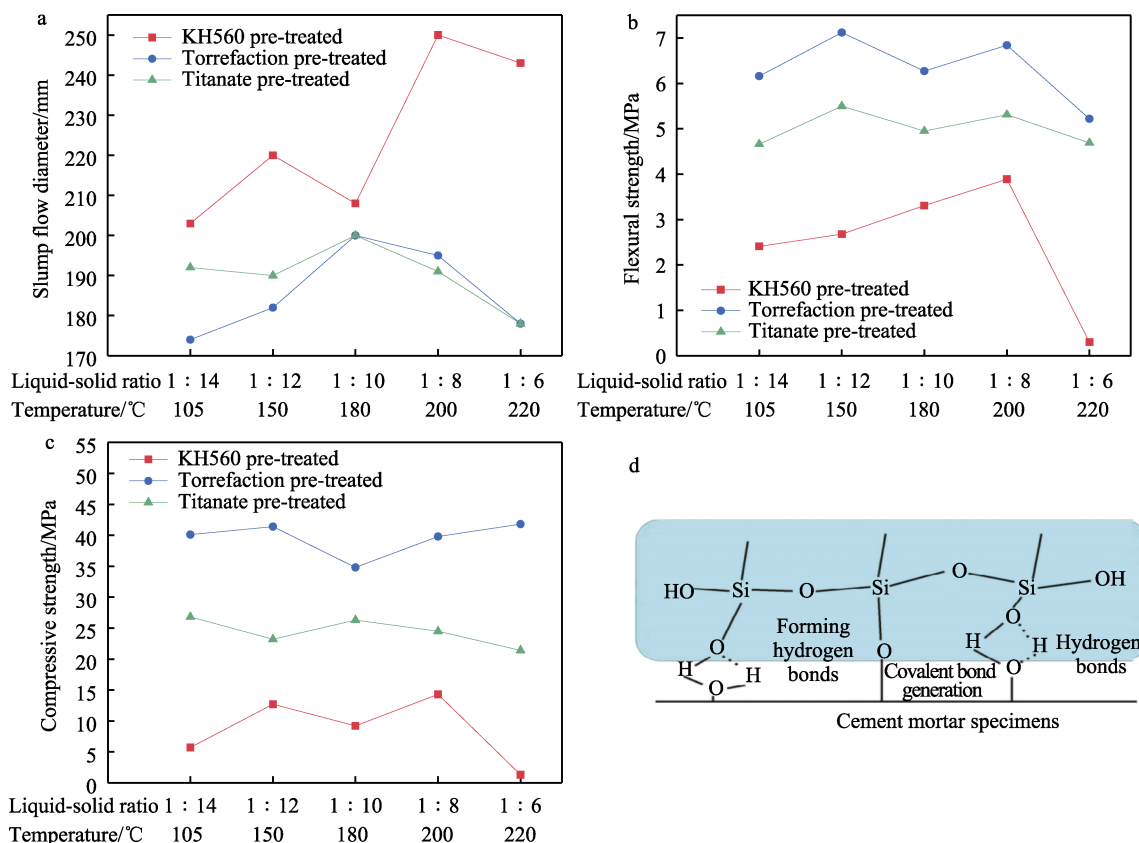 a
250
240
230
220
210
200
190
180
170
Slump flow diameter/mm
KH560 pre-treated
Torrefaction pre-treated
Titanate pre-treated
Liquid-solid ratio 1：14 1：12 1：10 1：8 1：6
Temperature/℃ 105 150 180 200 220
b
7
6
5
4
3
2
1
0
Flexural strength/MPa
KH560 pre-treated
Torrefaction pre-treated
Titanate pre-treated
Liquid-solid ratio 1：14 1：12 1：10 1：8 1：6
Temperature/℃ 105 150 180 200 220
c
55
50
45
40
35
30
25
20
15
10
5
0
Compressive strength/MPa
KH560 pre-treated
Torrefaction pre-treated
Titanate pre-treated
Liquid-solid ratio 1：14 1：12 1：10 1：8 1：6
Temperature/℃ 105 150 180 200 220
d
HO Si O Si O Si OH
O O O
H H H H
O O
Forming
hydrogen
bonds
Covalent bond
generation
Hydrogen
bonds
Cement mortar specimens